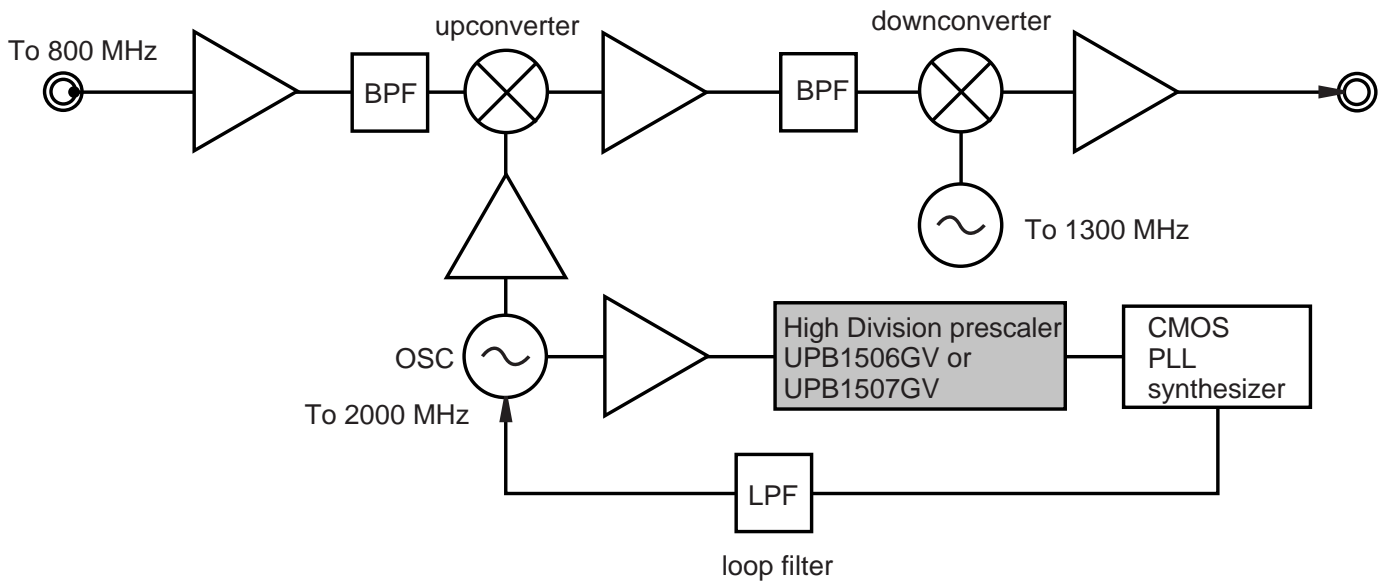 upconverter
downconverter
To 800 MHz
BPF
BPF
To 1300 MHz
High Division prescaler
UPB1506GV or
UPB1507GV
CMOS
PLL
synthesizer
OSC
To 2000 MHz
LPF
loop filter